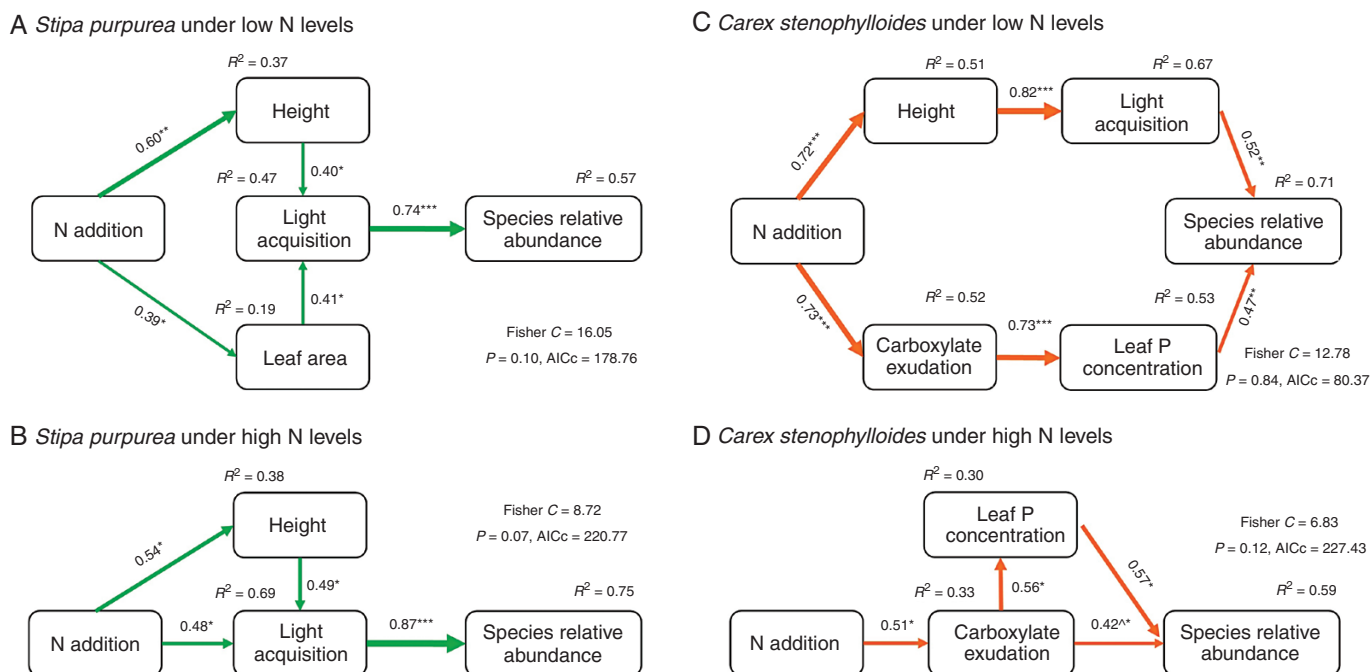 A Stipa purpurea under low N levels
R² = 0.37
Height
0.60**
0.40*
R² = 0.47
R² = 0.57
N addition
Light
acquisition
0.74***
Species relative
abundance
0.39*
R² = 0.19
0.41*
Leaf area
Fisher C = 16.05
P = 0.10, AICc = 178.76
B Stipa purpurea under high N levels
R² = 0.38
Height
Fisher C = 8.72
P = 0.07, AICc = 220.77
0.54*
0.49*
R² = 0.69
R² = 0.75
N addition
0.48*
Light
acquisition
0.87***
Species relative
abundance
C Carex stenophylloides under low N levels
R² = 0.51
R² = 0.67
Height
0.82***
Light
acquisition
0.72***
0.52**
R² = 0.71
N addition
Species relative
abundance
0.73***
R² = 0.52
R² = 0.53
0.47**
Carboxylate
exudation
0.73***
Leaf P
concentration
Fisher C = 12.78
P = 0.84, AICc = 80.37
D Carex stenophylloides under high N levels
R² = 0.30
Leaf P
concentration
Fisher C = 6.83
P = 0.12, AICc = 227.43
0.57*
R² = 0.33
0.56*
R² = 0.59
N addition
0.51*
Carboxylate
exudation
0.42^*
Species relative
abundance